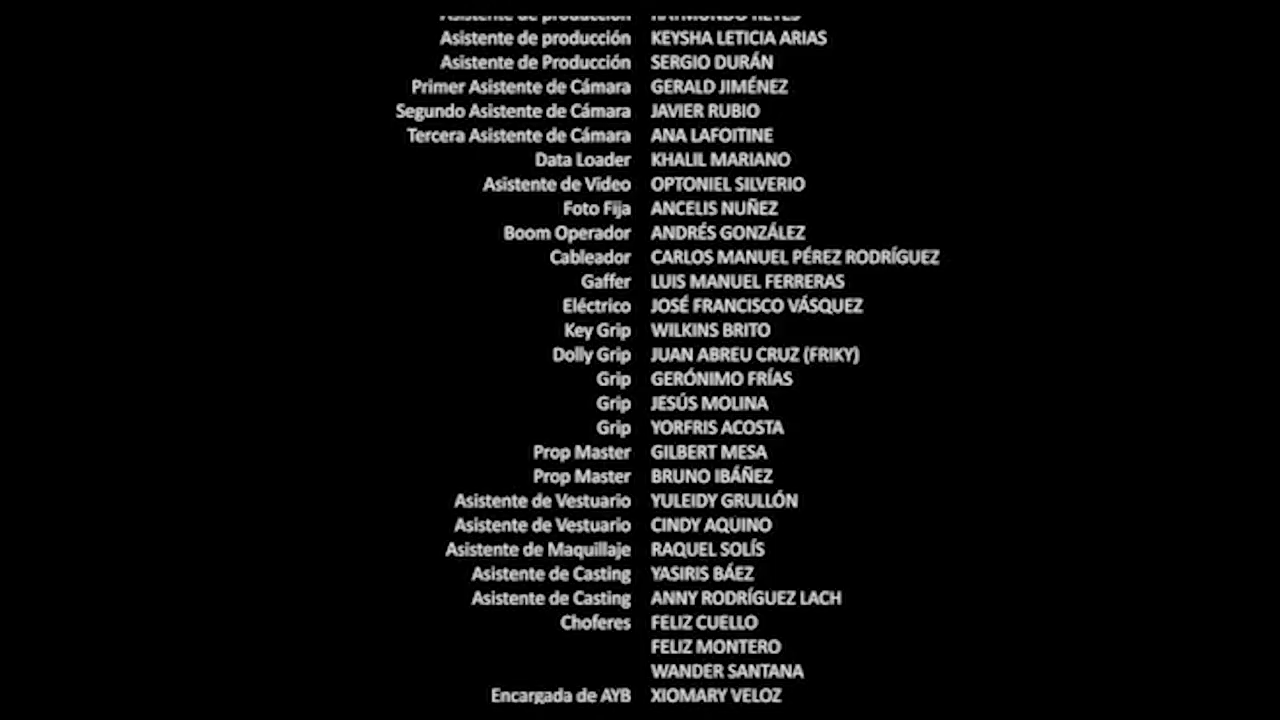 Asistente de producción RAYMUNDO REYES
Asistente de producción KEYSHA LETICIA ARIAS
Asistente de Producción SERGIO DURÁN
Primer Asistente de Cámara GERALD JIMÉNEZ
Segundo Asistente de Cámara JAVIER RUBIO
Tercera Asistente de Cámara ANA LAFOITINE
Data Loader KHALIL MARIANO
Asistente de Video OPTONIEL SILVERIO
Foto Fija ANCELIS NUÑEZ
Boom Operador ANDRÉS GONZÁLEZ
Cableador CARLOS MANUEL PÉREZ RODRÍGUEZ
Gaffer LUIS MANUEL FERRERAS
Eléctrico JOSÉ FRANCISCO VÁSQUEZ
Key Grip WILKINS BRITO
Dolly Grip JUAN ABREU CRUZ (FRIKY)
Grip GERÓNIMO FRÍAS
Grip JESÚS MOLINA
Grip YORFRIS ACOSTA
Prop Master GILBERT MESA
Prop Master BRUNO IBÁÑEZ
Asistente de Vestuario YULEIDY GRULLÓN
Asistente de Vestuario CINDY AQUINO
Asistente de Maquillaje RAQUEL SOLÍS
Asistente de Casting YASIRIS BÁEZ
Asistente de Casting ANNY RODRÍGUEZ LACH
Choferes FELIZ CUELLO
FELIZ MONTERO
WANDER SANTANA
Encargada de AYB XIOMARY VELOZ